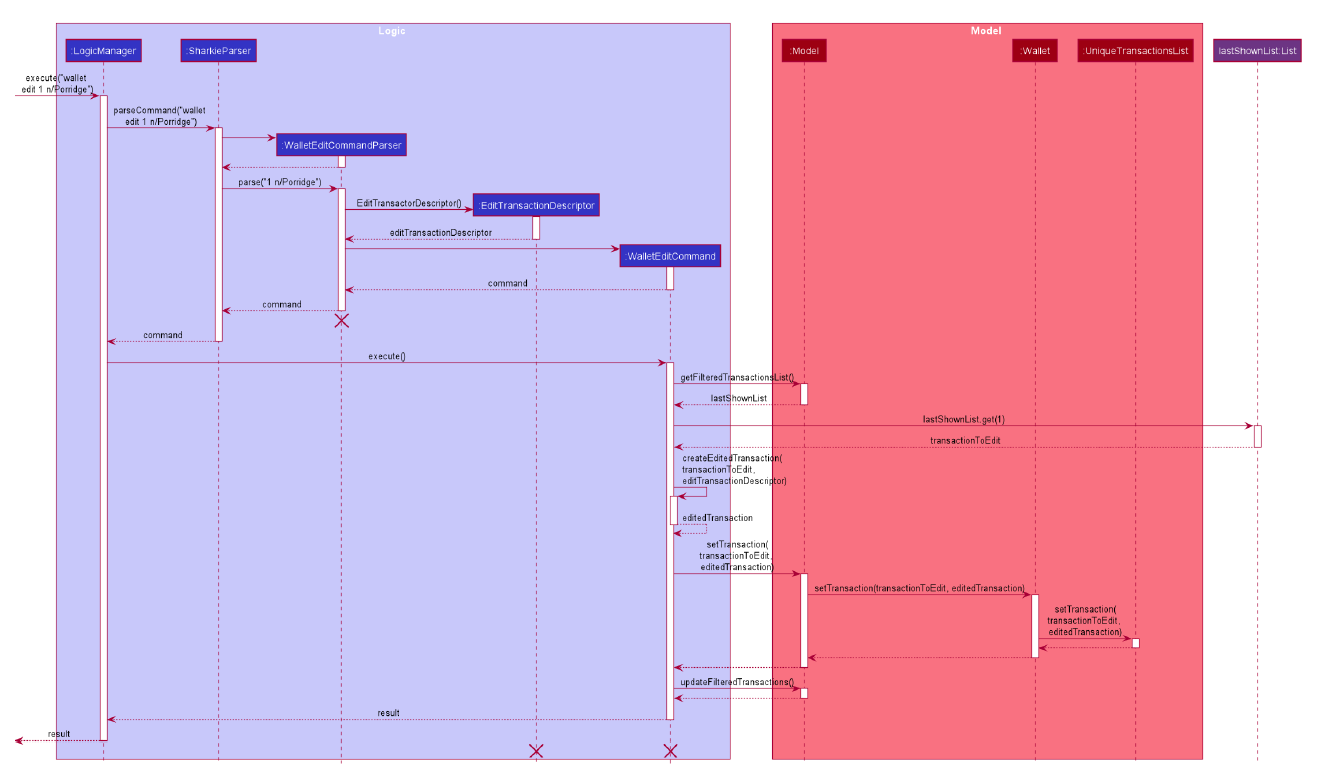 Logic
Model
:LogicManager
:SharkieParser
:Model
:Wallet
:UniqueTransactionsList
lastShownList:List
execute("wallet
edit 1 n/Porridge")
parseCommand("wallet
edit 1 n/Porridge")
:WalletEditCommandParser
parse("1 n/Porridge")
EditTransactorDescriptor()
:EditTransactionDescriptor
editTransactionDescriptor
:WalletEditCommand
command
command
command
execute()
getFilteredTransactionsList()
lastShownList
lastShownList.get(1)
transactionToEdit
createEditedTransaction(
transactionToEdit,
editTransactionDescriptor)
editedTransaction
setTransaction(
transactionToEdit,
editedTransaction)
setTransaction(transactionToEdit, editedTransaction)
setTransaction(
transactionToEdit,
editedTransaction)
updateFilteredTransactions()
result
result